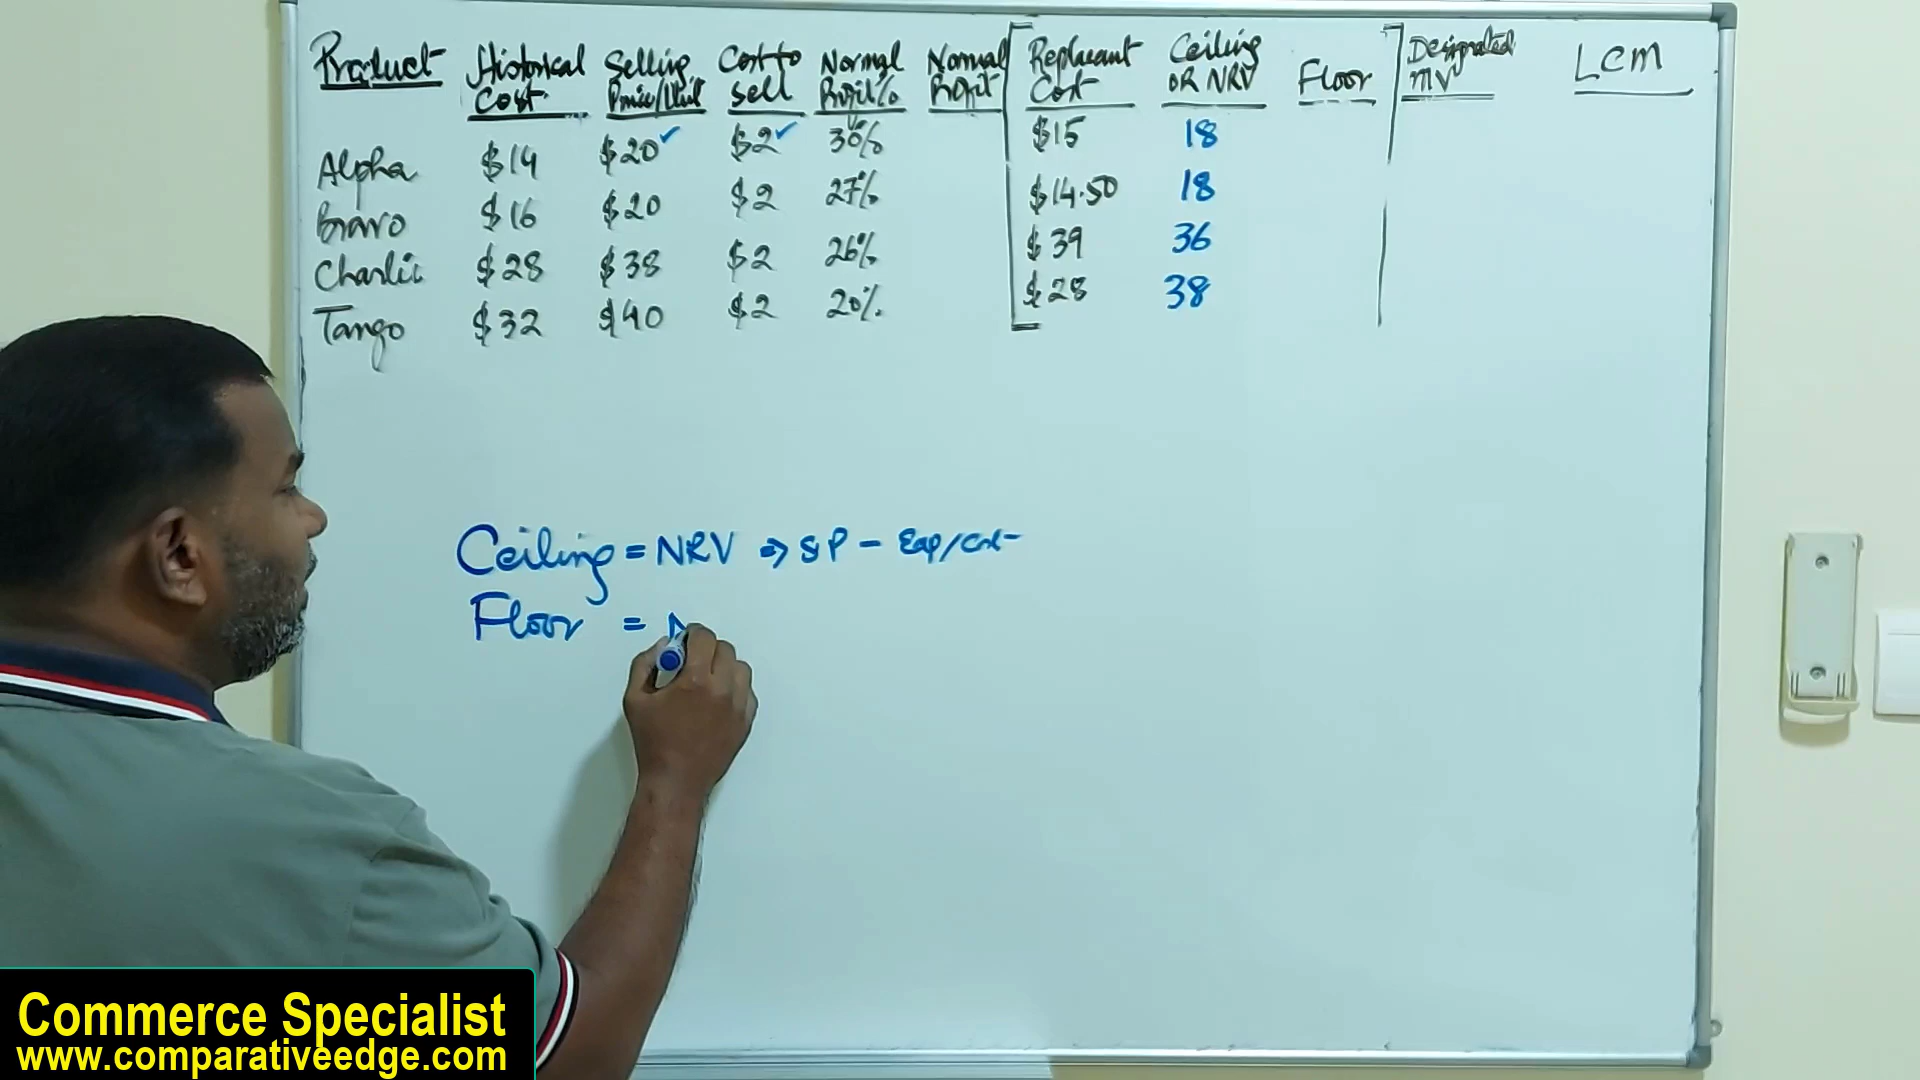 Product Historical Cost Selling Price/Unit Cost to sell Normal Profit% Normal Profit Replacant Cost Ceiling OR NRV Floor Designated MV LCM
Alpha $14 $20 ✓ $2 ✓ 30% $15 18
Bravo $16 $20 $2 27% $14.50 18
Charlie $28 $38 $2 26% $39 36
Tango $32 $40 $2 20% $28 38
Ceiling = NRV ⇒ SP - Exp/Cost
Floor = N
Commerce Specialist
www.comparativeedge.com